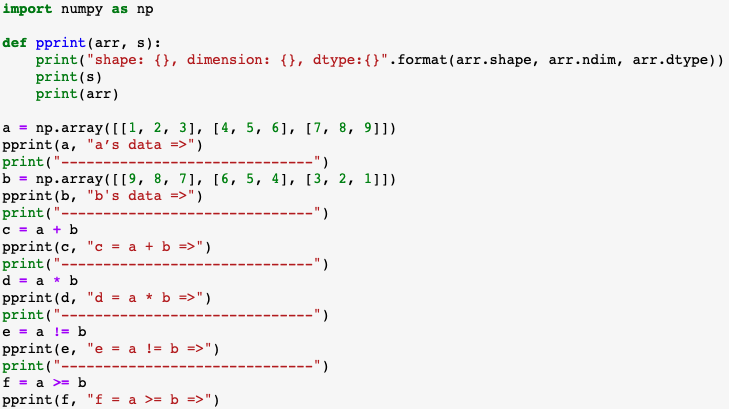 import numpy as np

def pprint(arr, s):
    print("shape: {}, dimension: {}, dtype:{}".format(arr.shape, arr.ndim, arr.dtype))
    print(s)
    print(arr)

a = np.array([[1, 2, 3], [4, 5, 6], [7, 8, 9]])
pprint(a, "a’s data =>")
print("------------------------------")
b = np.array([[9, 8, 7], [6, 5, 4], [3, 2, 1]])
pprint(b, "b's data =>")
print("------------------------------")
c = a + b
pprint(c, "c = a + b =>")
print("------------------------------")
d = a * b
pprint(d, "d = a * b =>")
print("------------------------------")
e = a != b
pprint(e, "e = a != b =>")
print("------------------------------")
f = a >= b
pprint(f, "f = a >= b =>")